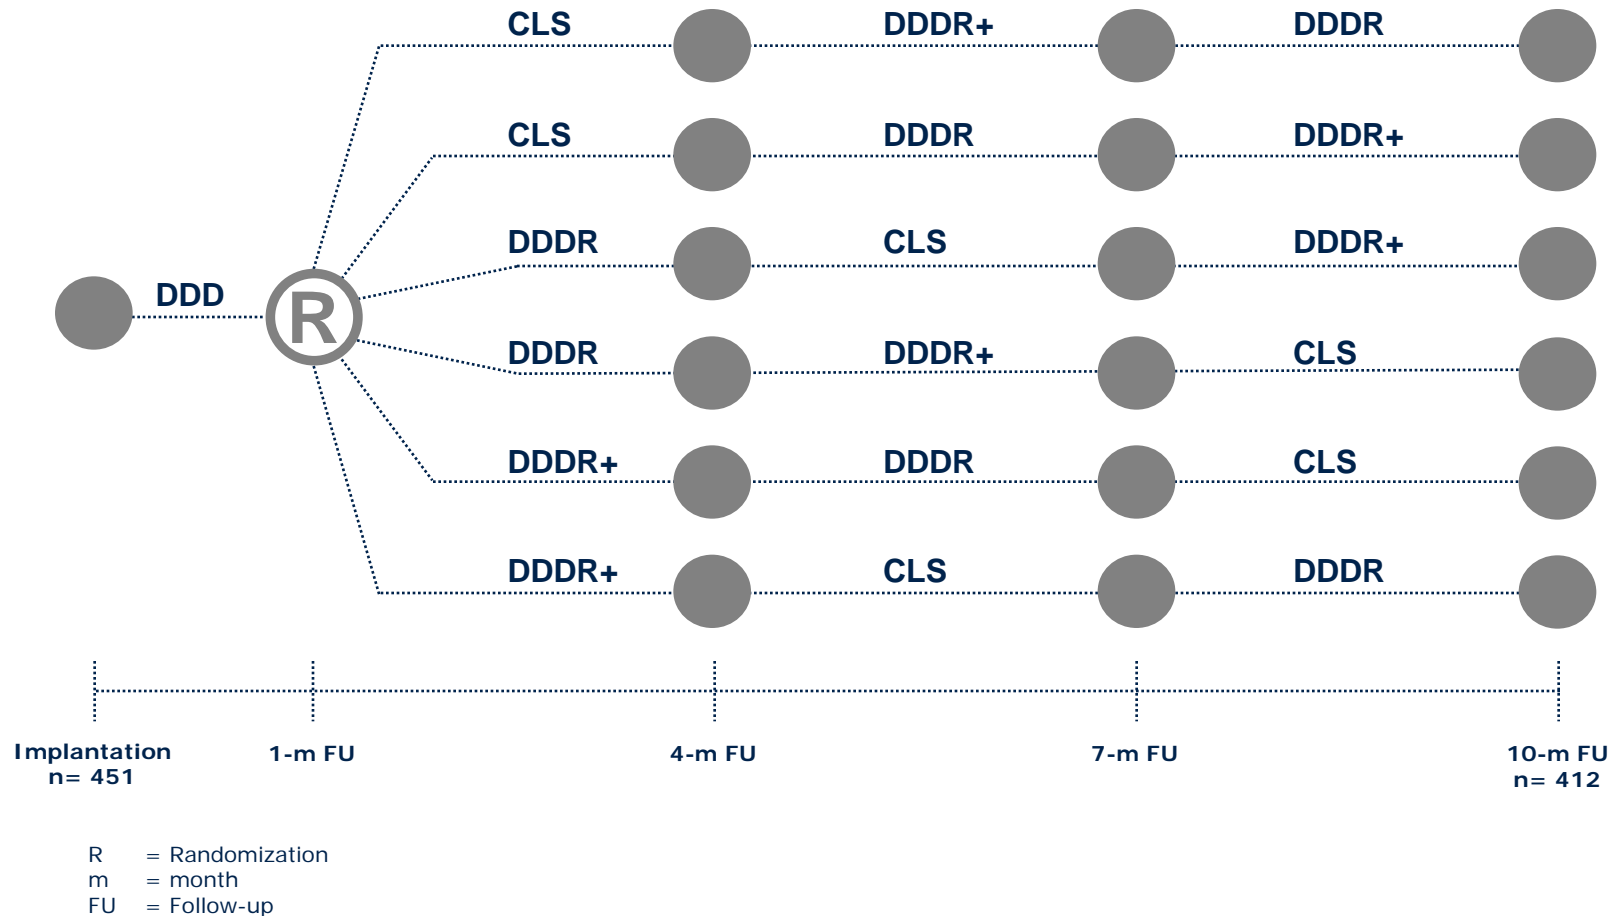 CLS DDDR+ DDDR
CLS DDDR DDDR+
DDDR CLS DDDR+
DDD
R
DDDR DDDR+ CLS
DDDR+ DDDR CLS
DDDR+ CLS DDDR
Implantation 1-m FU 4-m FU 7-m FU 10-m FU
n= 451 n= 412
R = Randomization
m = month
FU = Follow-up